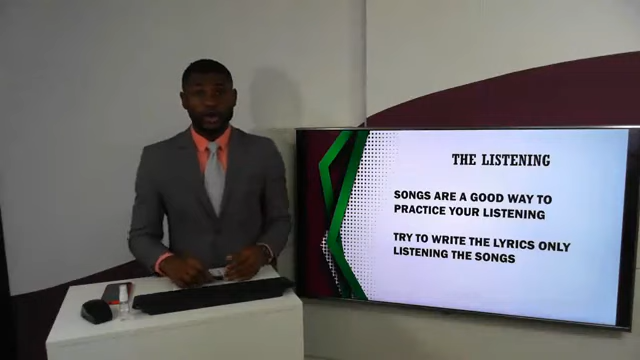 THE LISTENING
SONGS ARE A GOOD WAY TO
PRACTICE YOUR LISTENING
TRY TO WRITE THE LYRICS ONLY
LISTENING THE SONGS